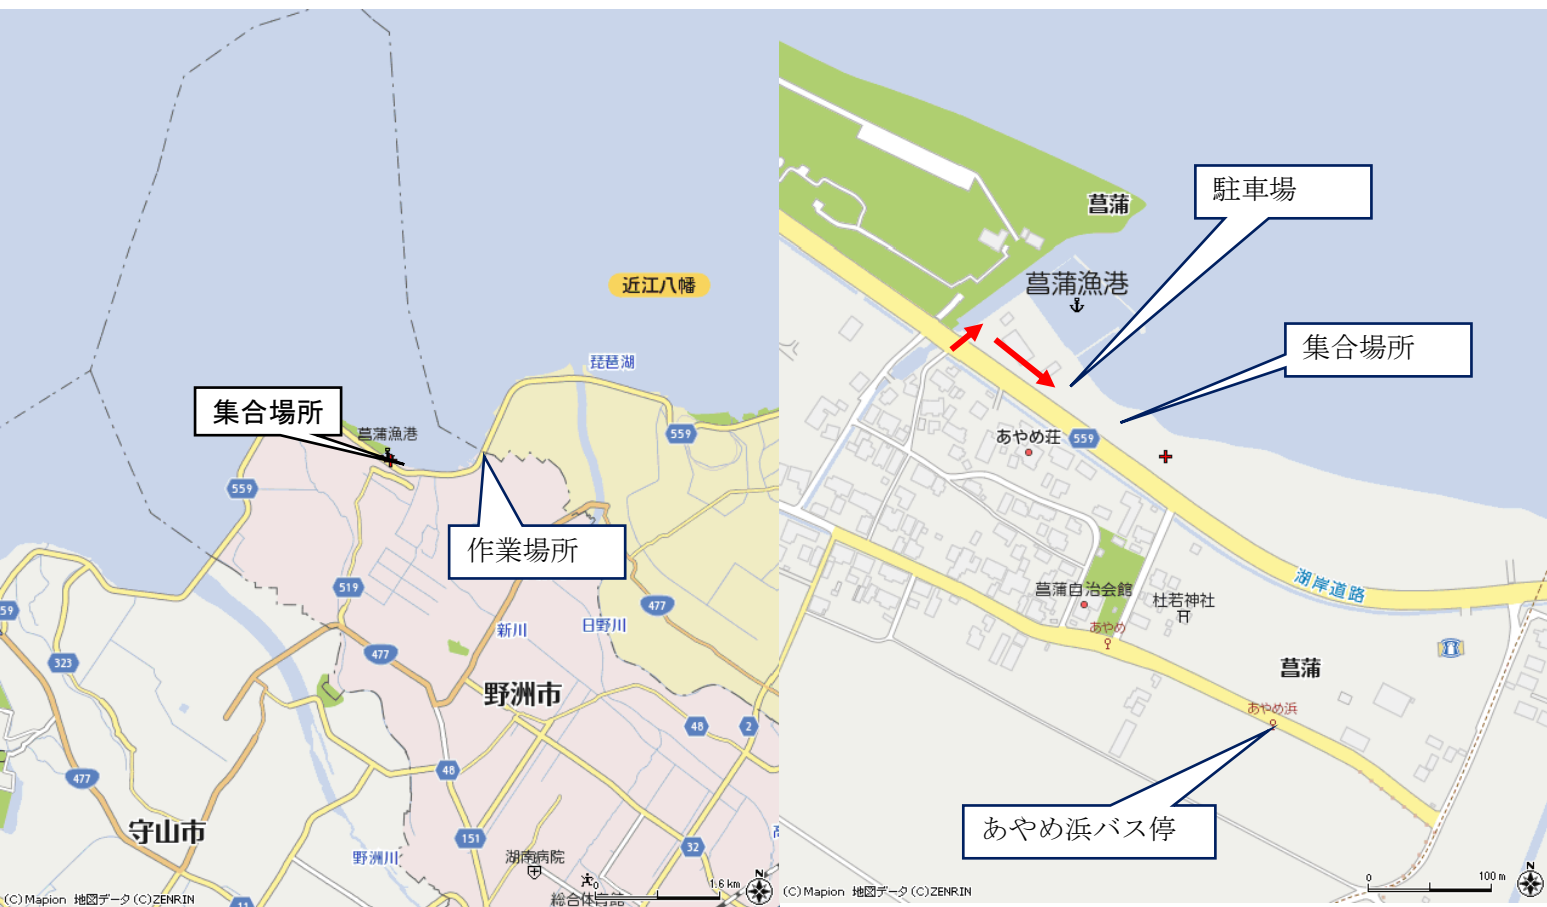 近江八幡
琵琶湖
559
集合場所
菖蒲漁港
559
作業場所
519
477
59
新川
日野川
323
477
野洲市
48
2
477
48
守山市
151
32
野洲川
湖南病院
総合体育館
11
0
1.6 km
N
(C)Mapion 地図データ(C)ZENRIN
駐車場
菖蒲
菖蒲漁港
集合場所
あやめ荘
559
湖岸道路
菖蒲自治会館
杜若神社
あやめ
菖蒲
あやめ浜
あやめ浜バス停
0
100 m
N
(C)Mapion 地図データ(C)ZENRIN